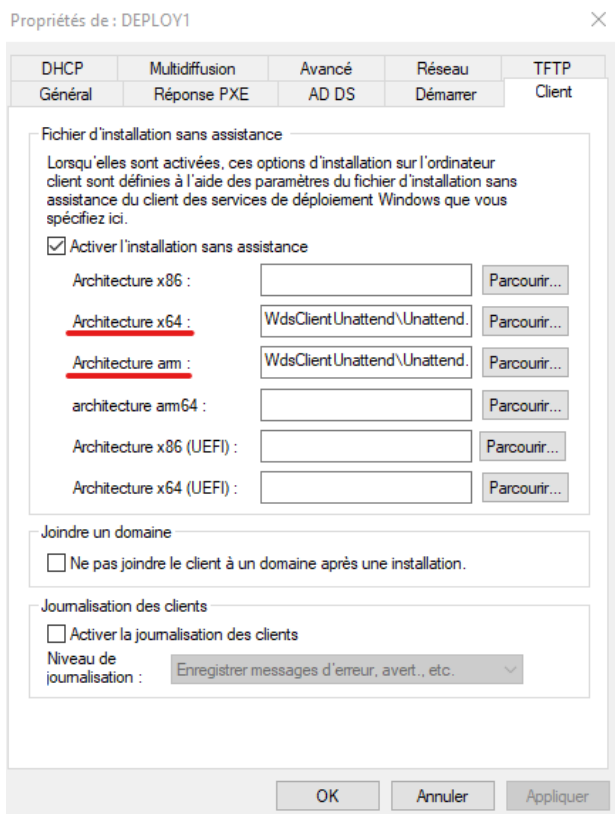 Propriétés de : DEPLOY1
DHCP Multidiffusion Avancé Réseau TFTP
Général Réponse PXE AD DS Démarrer Client
Fichier d'installation sans assistance
Lorsqu'elles sont activées, ces options d'installation sur l'ordinateur
client sont définies à l'aide des paramètres du fichier d'installation sans
assistance du client des services de déploiement Windows que vous
spécifiez ici.
Activer l'installation sans assistance
Architecture x86 : Parcourir...
Architecture x64 : WdsClientUnattend\Unattend. Parcourir...
Architecture arm : WdsClientUnattend\Unattend. Parcourir...
architecture arm64 : Parcourir...
Architecture x86 (UEFI) : Parcourir...
Architecture x64 (UEFI) : Parcourir...
Joindre un domaine
Ne pas joindre le client à un domaine après une installation.
Journalisation des clients
Activer la journalisation des clients
Niveau de
journalisation : Enregistrer messages d'erreur, avert., etc.
OK Annuler Appliquer